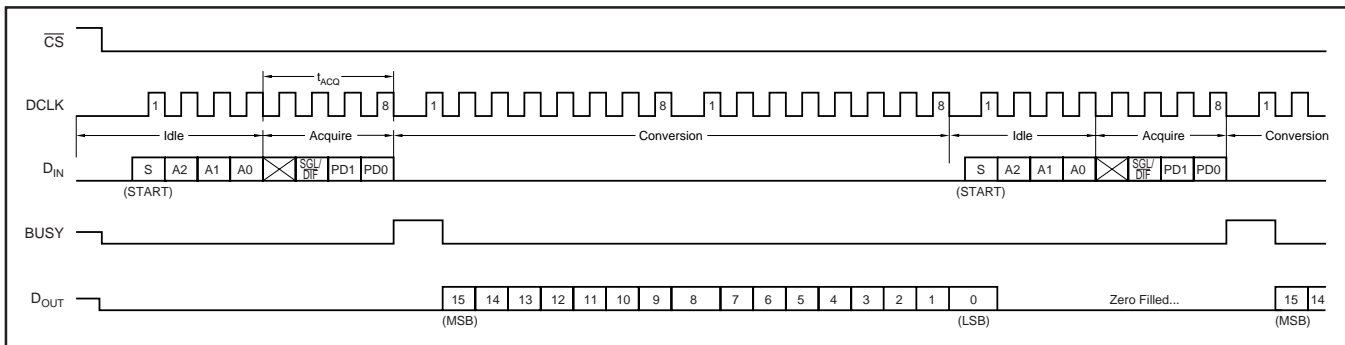 CS
tACQ
DCLK 1 8 1 8 1 8 1 8 1
Idle Acquire Conversion Idle Acquire Conversion
DIN S A2 A1 A0 SGL/DIF PD1 PD0 S A2 A1 A0 SGL/DIF PD1 PD0
(START) (START)
BUSY
DOUT 15 14 13 12 11 10 9 8 7 6 5 4 3 2 1 0 Zero Filled... 15 14
(MSB) (LSB) (MSB)